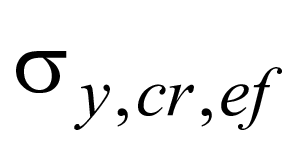 σ y,cr,ef